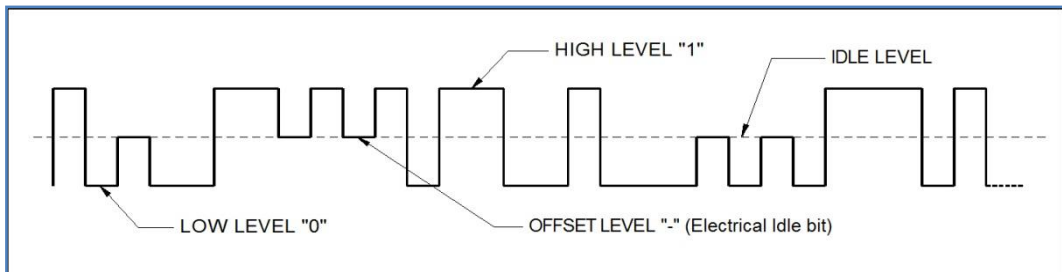 HIGH LEVEL "1"
IDLE LEVEL
LOW LEVEL "0"
OFFSET LEVEL "-" (Electrical Idle bit)